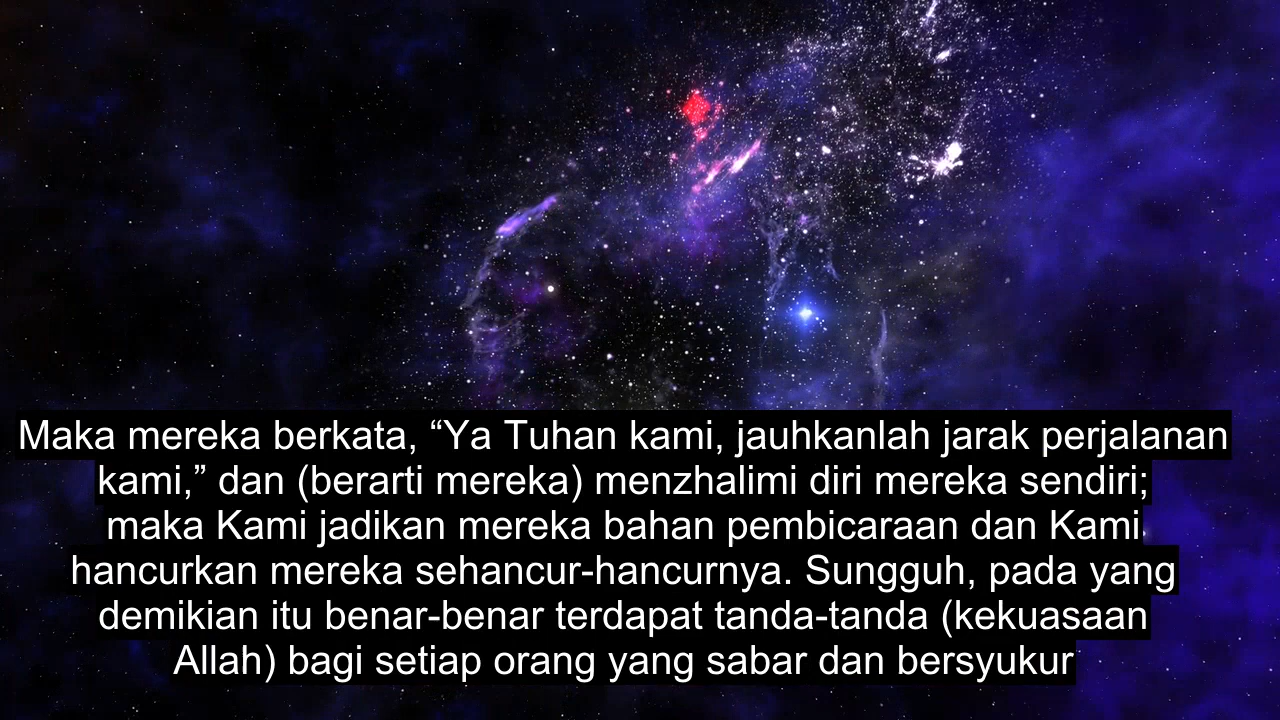 Maka mereka berkata, “Ya Tuhan kami, jauhkanlah jarak perjalanan
kami,” dan (berarti mereka) menzhalimi diri mereka sendiri;
maka Kami jadikan mereka bahan pembicaraan dan Kami
hancurkan mereka sehancur-hancurnya. Sungguh, pada yang
demikian itu benar-benar terdapat tanda-tanda (kekuasaan
Allah) bagi setiap orang yang sabar dan bersyukur